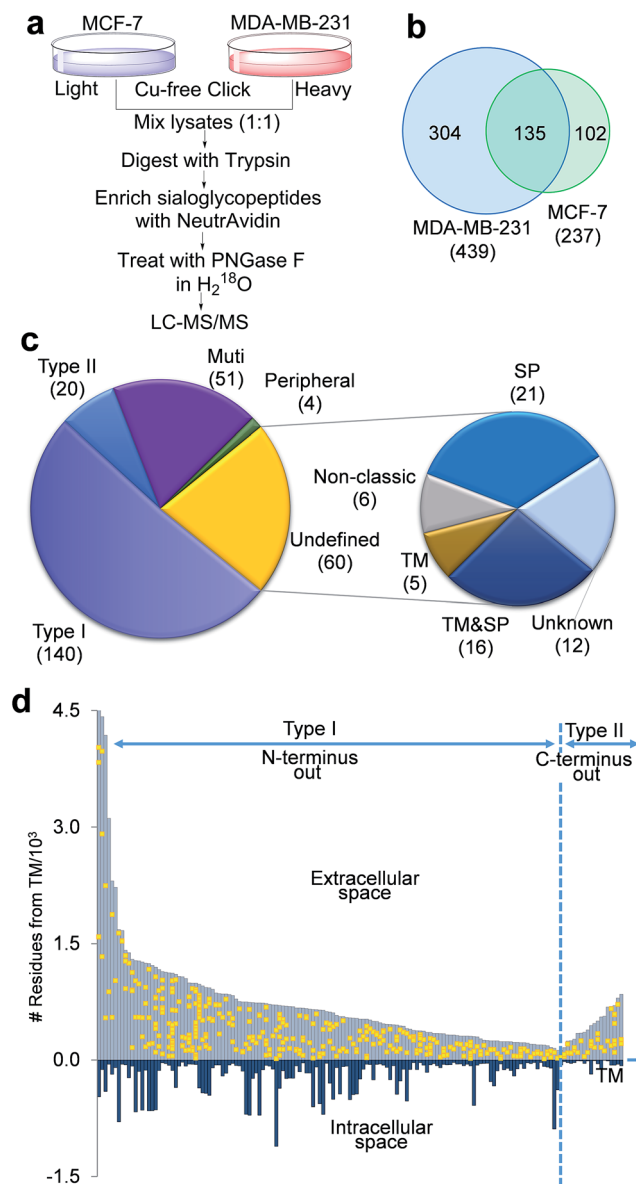 a
MCF-7
MDA-MB-231
Light
Cu-free Click
Heavy
Mix lysates (1:1)
Digest with Trypsin
Enrich sialoglycopeptides
with NeutrAvidin
Treat with PNGase F
in H₂¹⁸O
LC-MS/MS
b
304
135
102
MDA-MB-231
(439)
MCF-7
(237)
c
Type II
(20)
Muti
(51)
Peripheral
(4)
Undefined
(60)
Type I
(140)
SP
(21)
Non-classic
(6)
TM
(5)
TM&SP
(16)
Unknown
(12)
d
4.5
3.0
1.5
0.0
-1.5
# Residues from TM/10³
Type I
N-terminus
out
Type II
C-terminus
out
Extracellular
space
TM
Intracellular
space